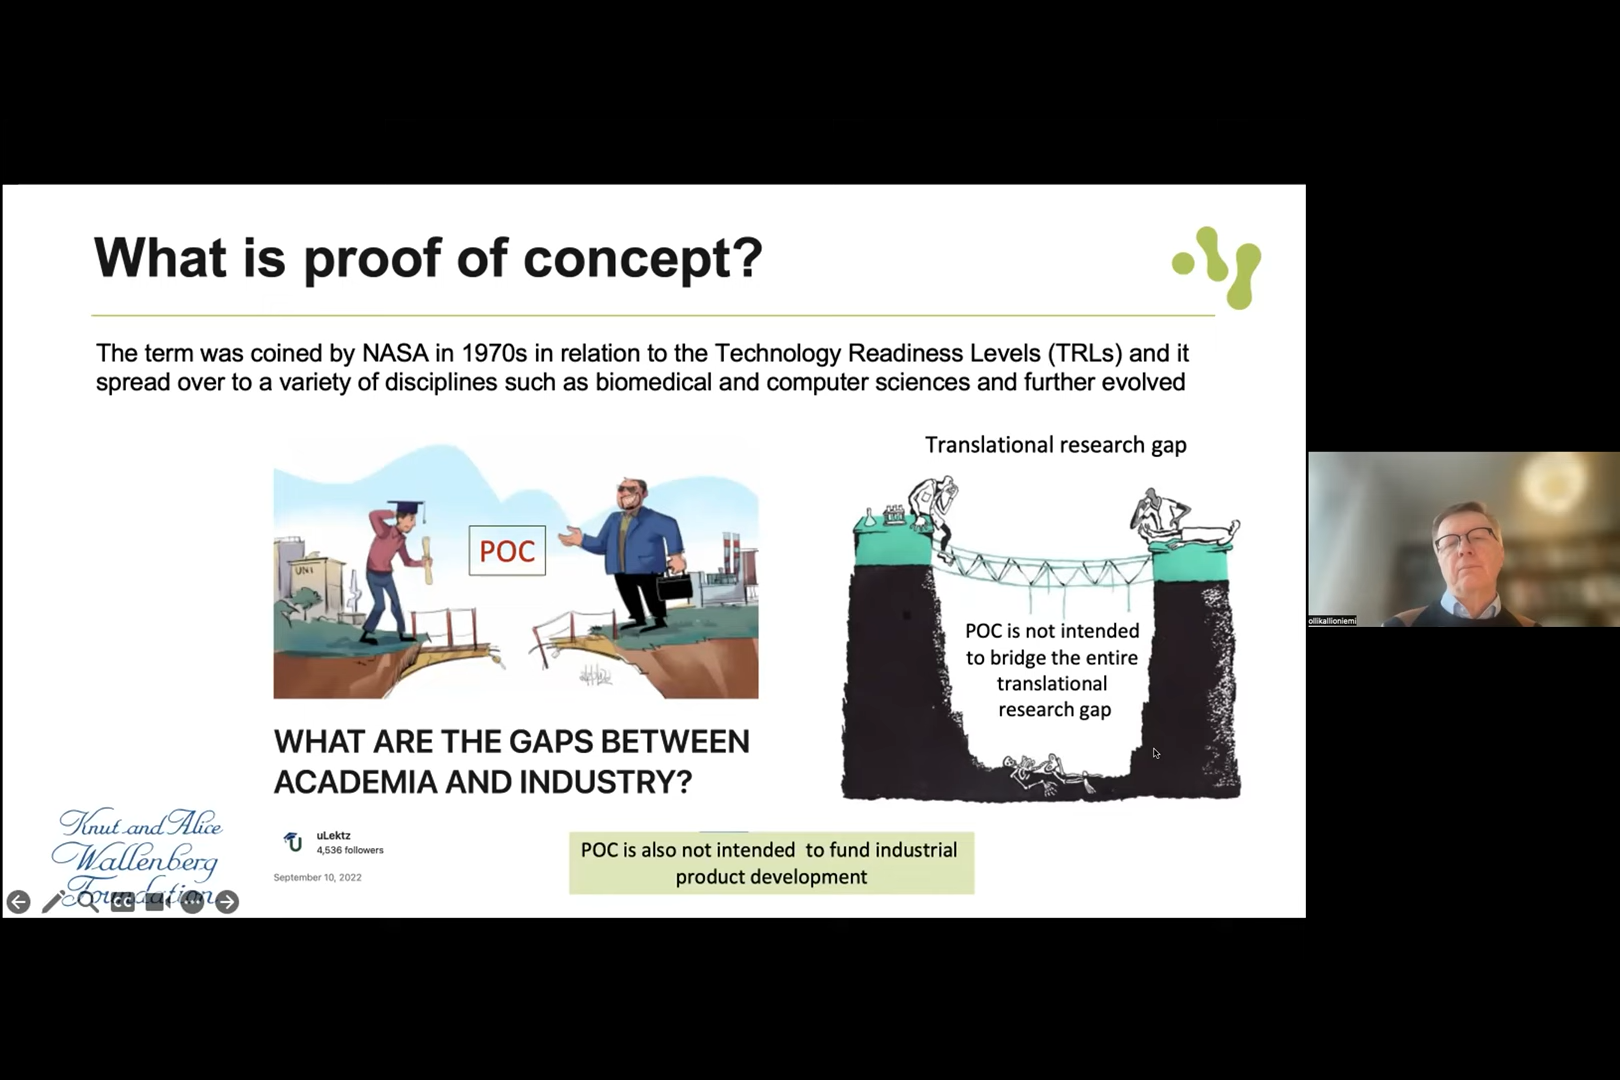 What is proof of concept?
The term was coined by NASA in 1970s in relation to the Technology Readiness Levels (TRLs) and it
spread over to a variety of disciplines such as biomedical and computer sciences and further evolved
UNI
POC
WHAT ARE THE GAPS BETWEEN
ACADEMIA AND INDUSTRY?
uLektz
4,536 followers
September 10, 2022
Translational research gap
POC is not intended
to bridge the entire
translational
research gap
POC is also not intended to fund industrial
product development
Knut and Alice
Wallenberg
Foundation
CC
ollikallioniemi